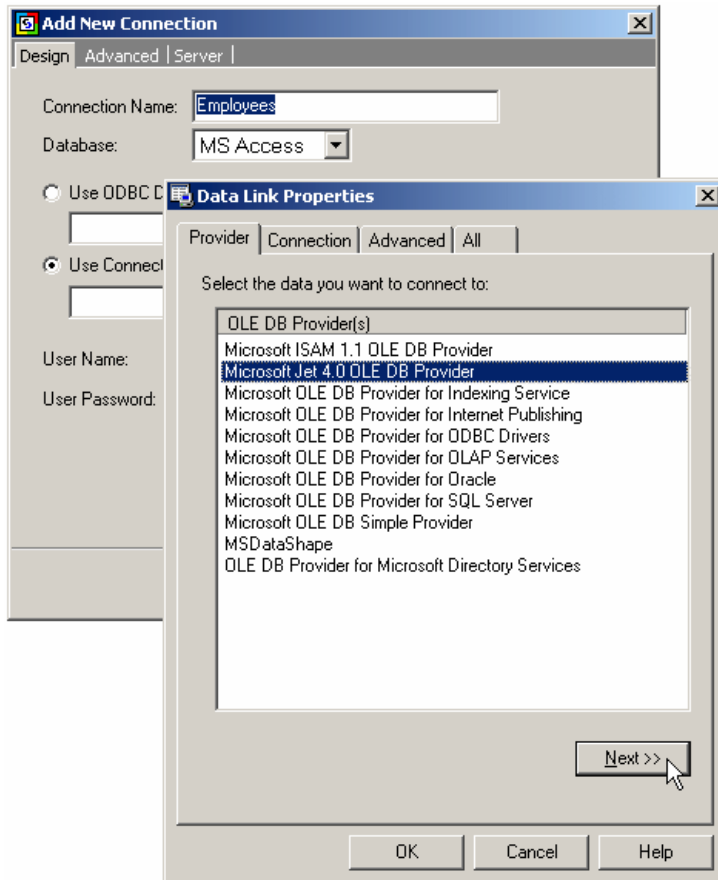 Add New Connection
Design Advanced Server
Connection Name: Employees
Database: MS Access
Use ODBC D
Use Connect
User Name:
User Password:
Data Link Properties
Provider Connection Advanced All
Select the data you want to connect to:
OLE DB Provider(s)
Microsoft ISAM 1.1 OLE DB Provider
Microsoft Jet 4.0 OLE DB Provider
Microsoft OLE DB Provider for Indexing Service
Microsoft OLE DB Provider for Internet Publishing
Microsoft OLE DB Provider for ODBC Drivers
Microsoft OLE DB Provider for OLAP Services
Microsoft OLE DB Provider for Oracle
Microsoft OLE DB Provider for SQL Server
Microsoft OLE DB Simple Provider
MSDataShape
OLE DB Provider for Microsoft Directory Services
Next >>
OK Cancel Help